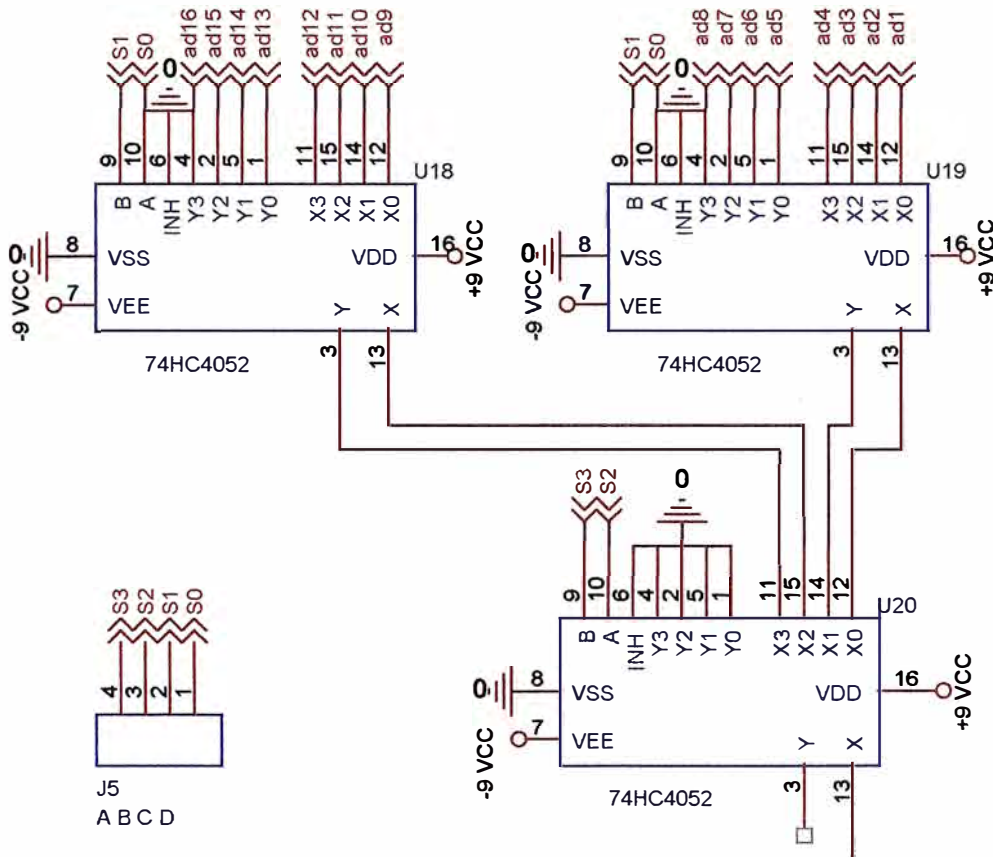 S1 S0 ad16 ad15 ad14 ad13 ad12 ad11 ad10 ad9
0
9 10 6 4 2 5 1 11 15 14 12
U18
B A INH Y3 Y2 Y1 Y0 X3 X2 X1 X0
0 8 VSS VDD 16 +9 VCC
-9 VCC 7 VEE Y X
3 13
74HC4052
S1 S0 ad8 ad7 ad6 ad5 ad4 ad3 ad2 ad1
0
9 10 6 4 2 5 1 11 15 14 12
U19
B A INH Y3 Y2 Y1 Y0 X3 X2 X1 X0
0 8 VSS VDD 16 +9 VCC
-9 VCC 7 VEE Y X
3 13
74HC4052
S3 S2
0
9 10 6 4 2 5 1 11 15 14 12
U20
B A INH Y3 Y2 Y1 Y0 X3 X2 X1 X0
0 8 VSS VDD 16 +9 VCC
-9 VCC 7 VEE Y X
74HC4052
3 13
S3 S2 S1 S0
4 3 2 1
J5
A B C D